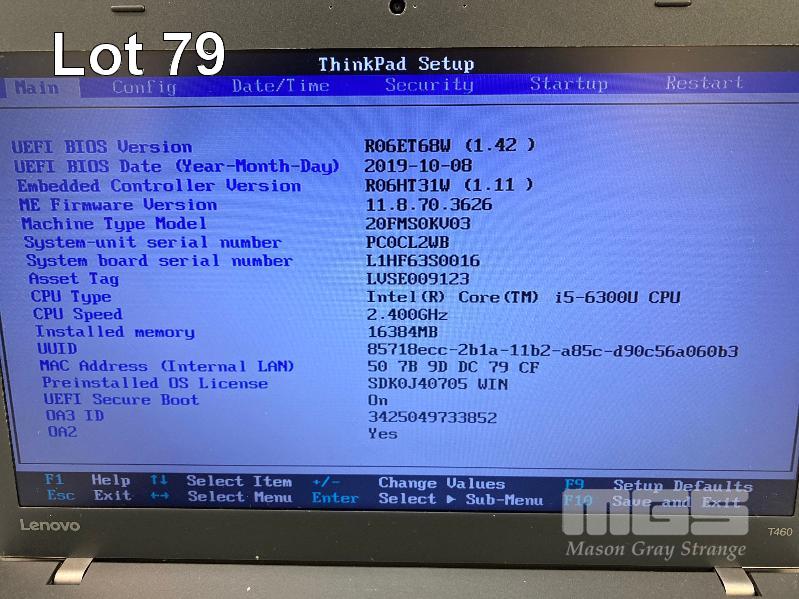 Lot 79
ThinkPad Setup
Main Config Date/Time Security Startup Restart
UEFI BIOS Version R06ET68W (1.42 )
UEFI BIOS Date (Year-Month-Day) 2019-10-08
Embedded Controller Version R06HT31W (1.11 )
ME Firmware Version 11.8.70.3626
Machine Type Model 20FMS0KV03
System-unit serial number PC0CL2WB
System board serial number L1HF63S0016
Asset Tag LVSE009123
CPU Type Intel(R) Core(TM) i5-6300U CPU
CPU Speed 2.400GHz
Installed memory 16384MB
UUID 85718ecc-2b1a-11b2-a85c-d90c56a060b3
MAC Address (Internal LAN) 50 7B 9D DC 79 CF
Preinstalled OS License SDK0J40705 WIN
UEFI Secure Boot On
OA3 ID 3425049733852
OA2 Yes
F1 Help ↑↓ Select Item +/- Change Values F9 Setup Defaults
Esc Exit ←→ Select Menu Enter Select ▶ Sub-Menu F10 Save and Exit
MGS
Lenovo
T460
Mason Gray Strange